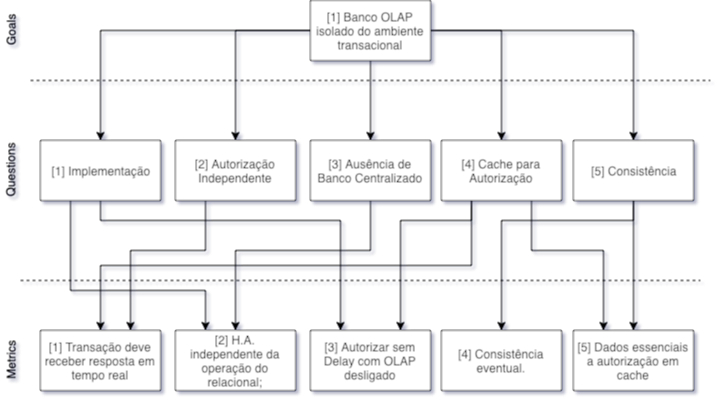 Goals
[1] Banco OLAP
isolado do ambiente
transacional
Questions
[1] Implementação
[2] Autorização
Independente
[3] Ausência de
Banco Centralizado
[4] Cache para
Autorização
[5] Consistência
Metrics
[1] Transação deve
receber resposta em
tempo real
[2] H.A.
independente da
operação do
relacional;
[3] Autorizar sem
Delay com OLAP
desligado
[4] Consistência
eventual.
[5] Dados essenciais
a autorização em
cache